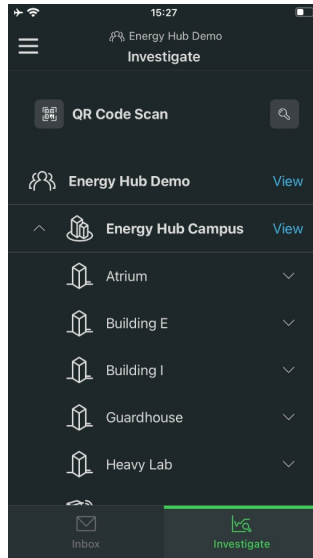 15:27
Energy Hub Demo
Investigate
QR Code Scan
Energy Hub Demo View
Energy Hub Campus View
Atrium
Building E
Building I
Guardhouse
Heavy Lab
Inbox Investigate